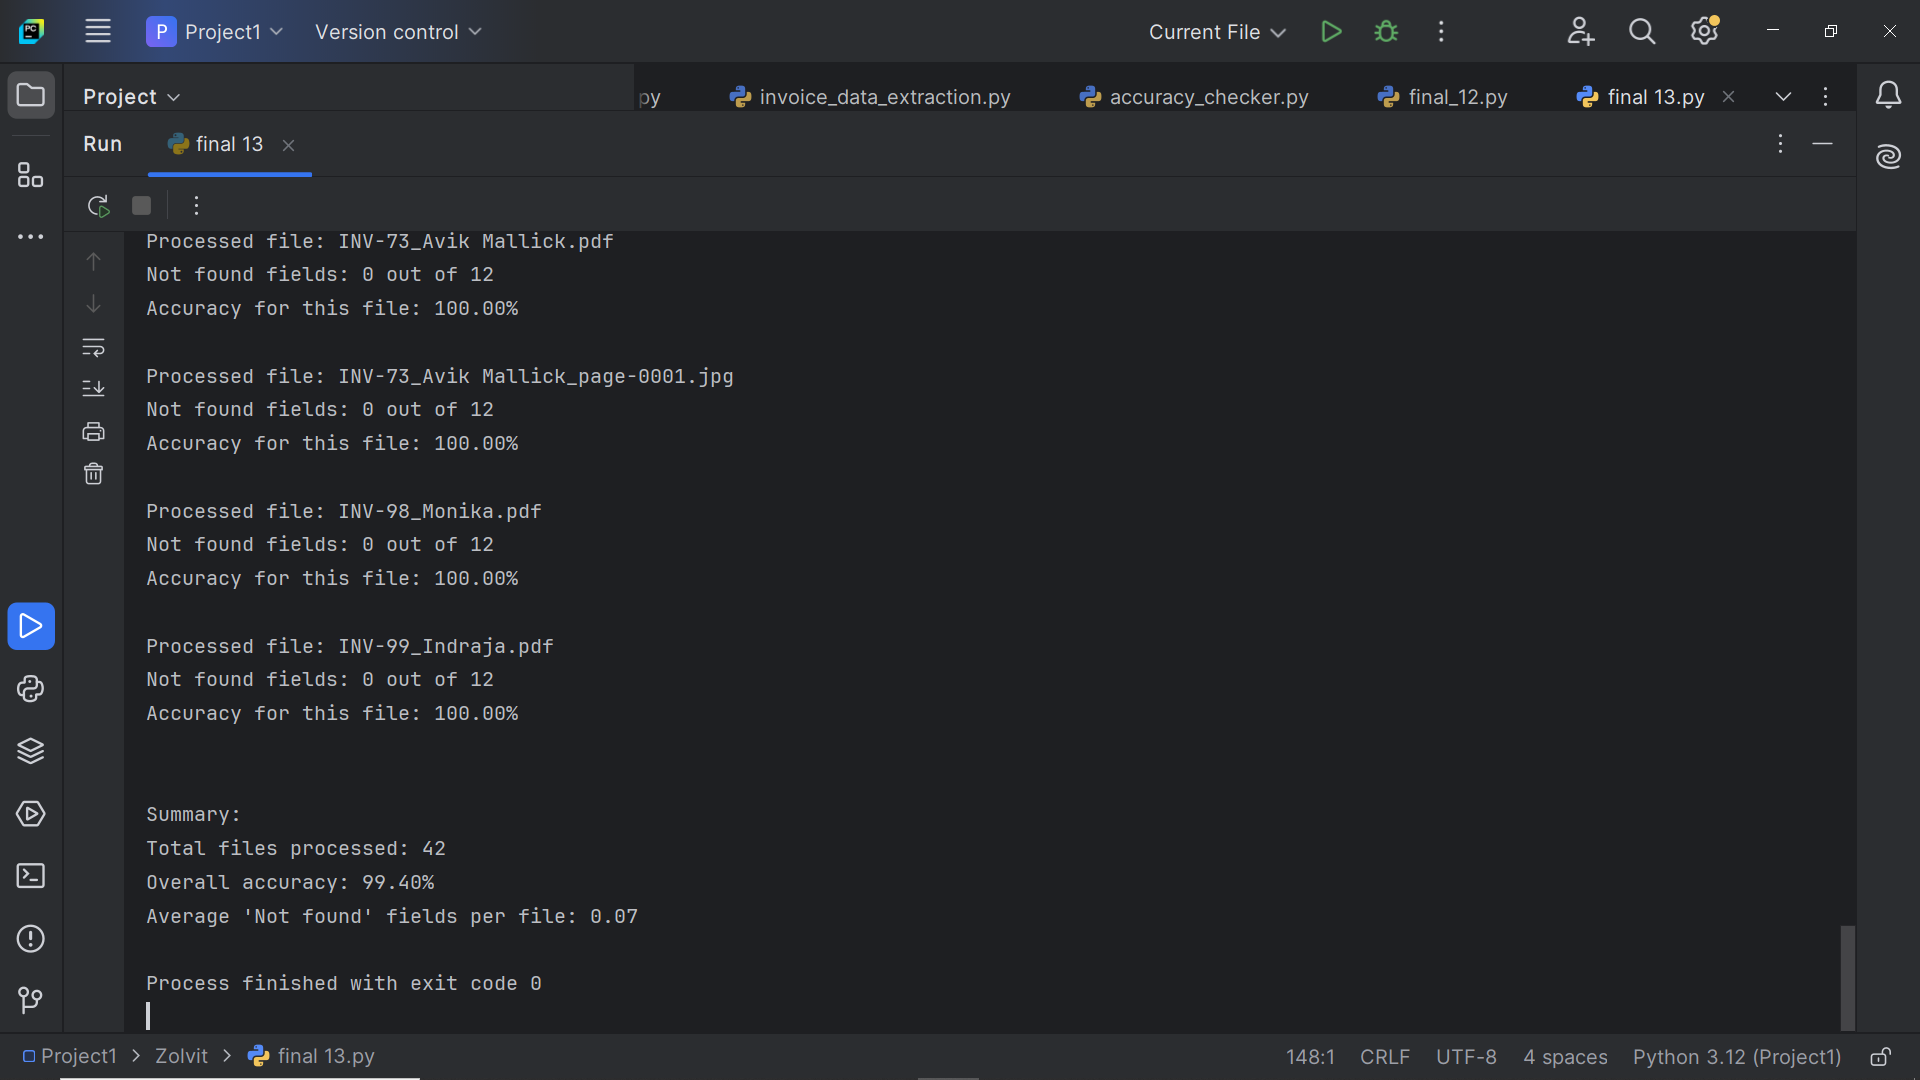 PC
P Project1 Version control Current File
Project py invoice_data_extraction.py accuracy_checker.py final_12.py final 13.py
Run final 13
Processed file: INV-73_Avik Mallick.pdf
Not found fields: 0 out of 12
Accuracy for this file: 100.00%
Processed file: INV-73_Avik Mallick_page-0001.jpg
Not found fields: 0 out of 12
Accuracy for this file: 100.00%
Processed file: INV-98_Monika.pdf
Not found fields: 0 out of 12
Accuracy for this file: 100.00%
Processed file: INV-99_Indraja.pdf
Not found fields: 0 out of 12
Accuracy for this file: 100.00%
Summary:
Total files processed: 42
Overall accuracy: 99.40%
Average 'Not found' fields per file: 0.07
Process finished with exit code 0
Project1 > Zolvit > final 13.py 148:1 CRLF UTF-8 4 spaces Python 3.12 (Project1)